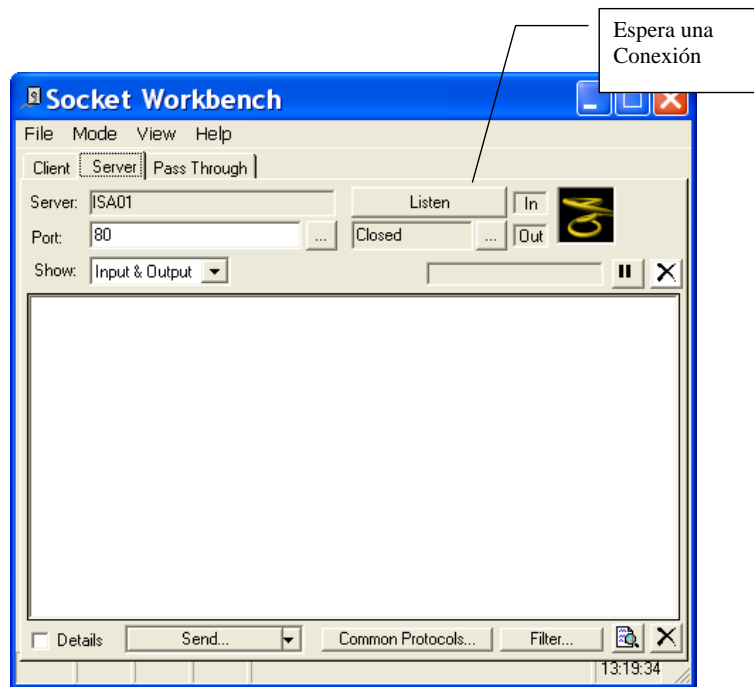 Espera una
Conexión
Socket Workbench
File Mode View Help
Client Server Pass Through
Server: ISA01 Listen In
Port: 80 ... Closed ... Out
Show: Input & Output
Details Send... Common Protocols... Filter...
13:19:34